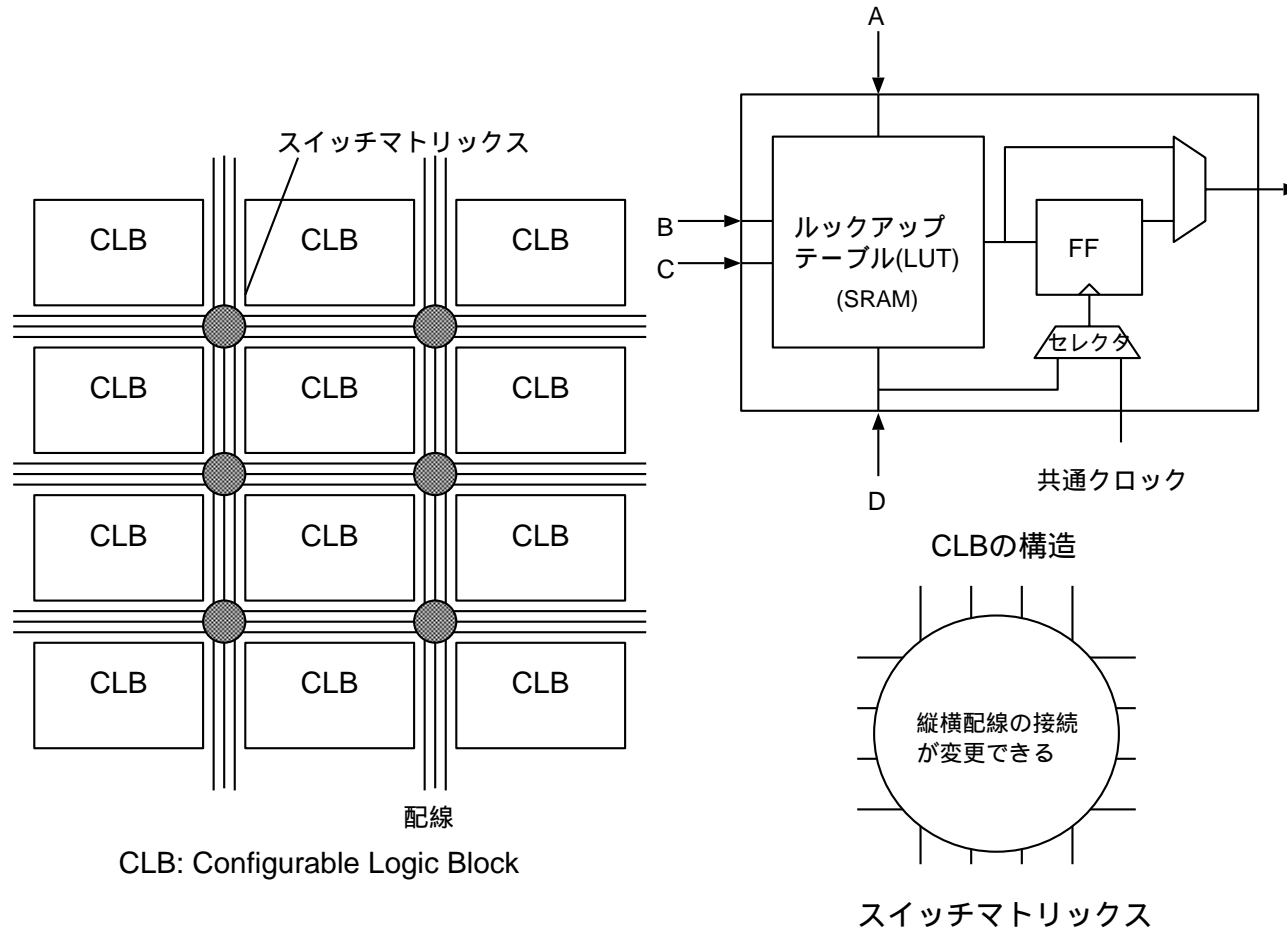 スイッチマトリックス
CLB
CLB
CLB
CLB
CLB
CLB
CLB
CLB
CLB
CLB
CLB
CLB
配線
CLB: Configurable Logic Block
A
B
C
ルックアップ
テーブル(LUT)
(SRAM)
FF
セレクタ
D
共通クロック
CLBの構造
縦横配線の接続
が変更できる
スイッチマトリックス